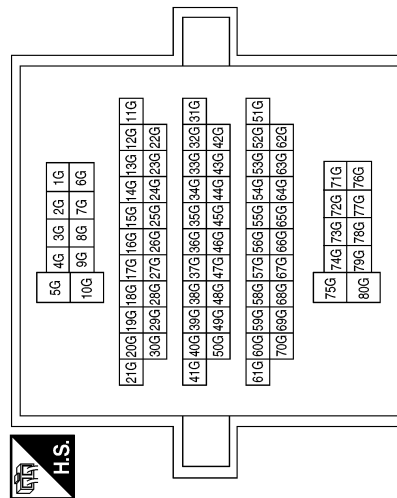 H.S.
5G 4G 3G 2G 1G
10G 9G 8G 7G 6G
21G 20G 19G 18G 17G 16G 15G 14G 13G 12G 11G
30G 29G 28G 27G 26G 25G 24G 23G 22G
41G 40G 39G 38G 37G 36G 35G 34G 33G 32G 31G
50G 49G 48G 47G 46G 45G 44G 43G 42G
61G 60G 59G 58G 57G 56G 55G 54G 53G 52G 51G
70G 69G 68G 67G 66G 65G 64G 63G 62G
75G 74G 73G 72G 71G
80G 79G 78G 77G 76G